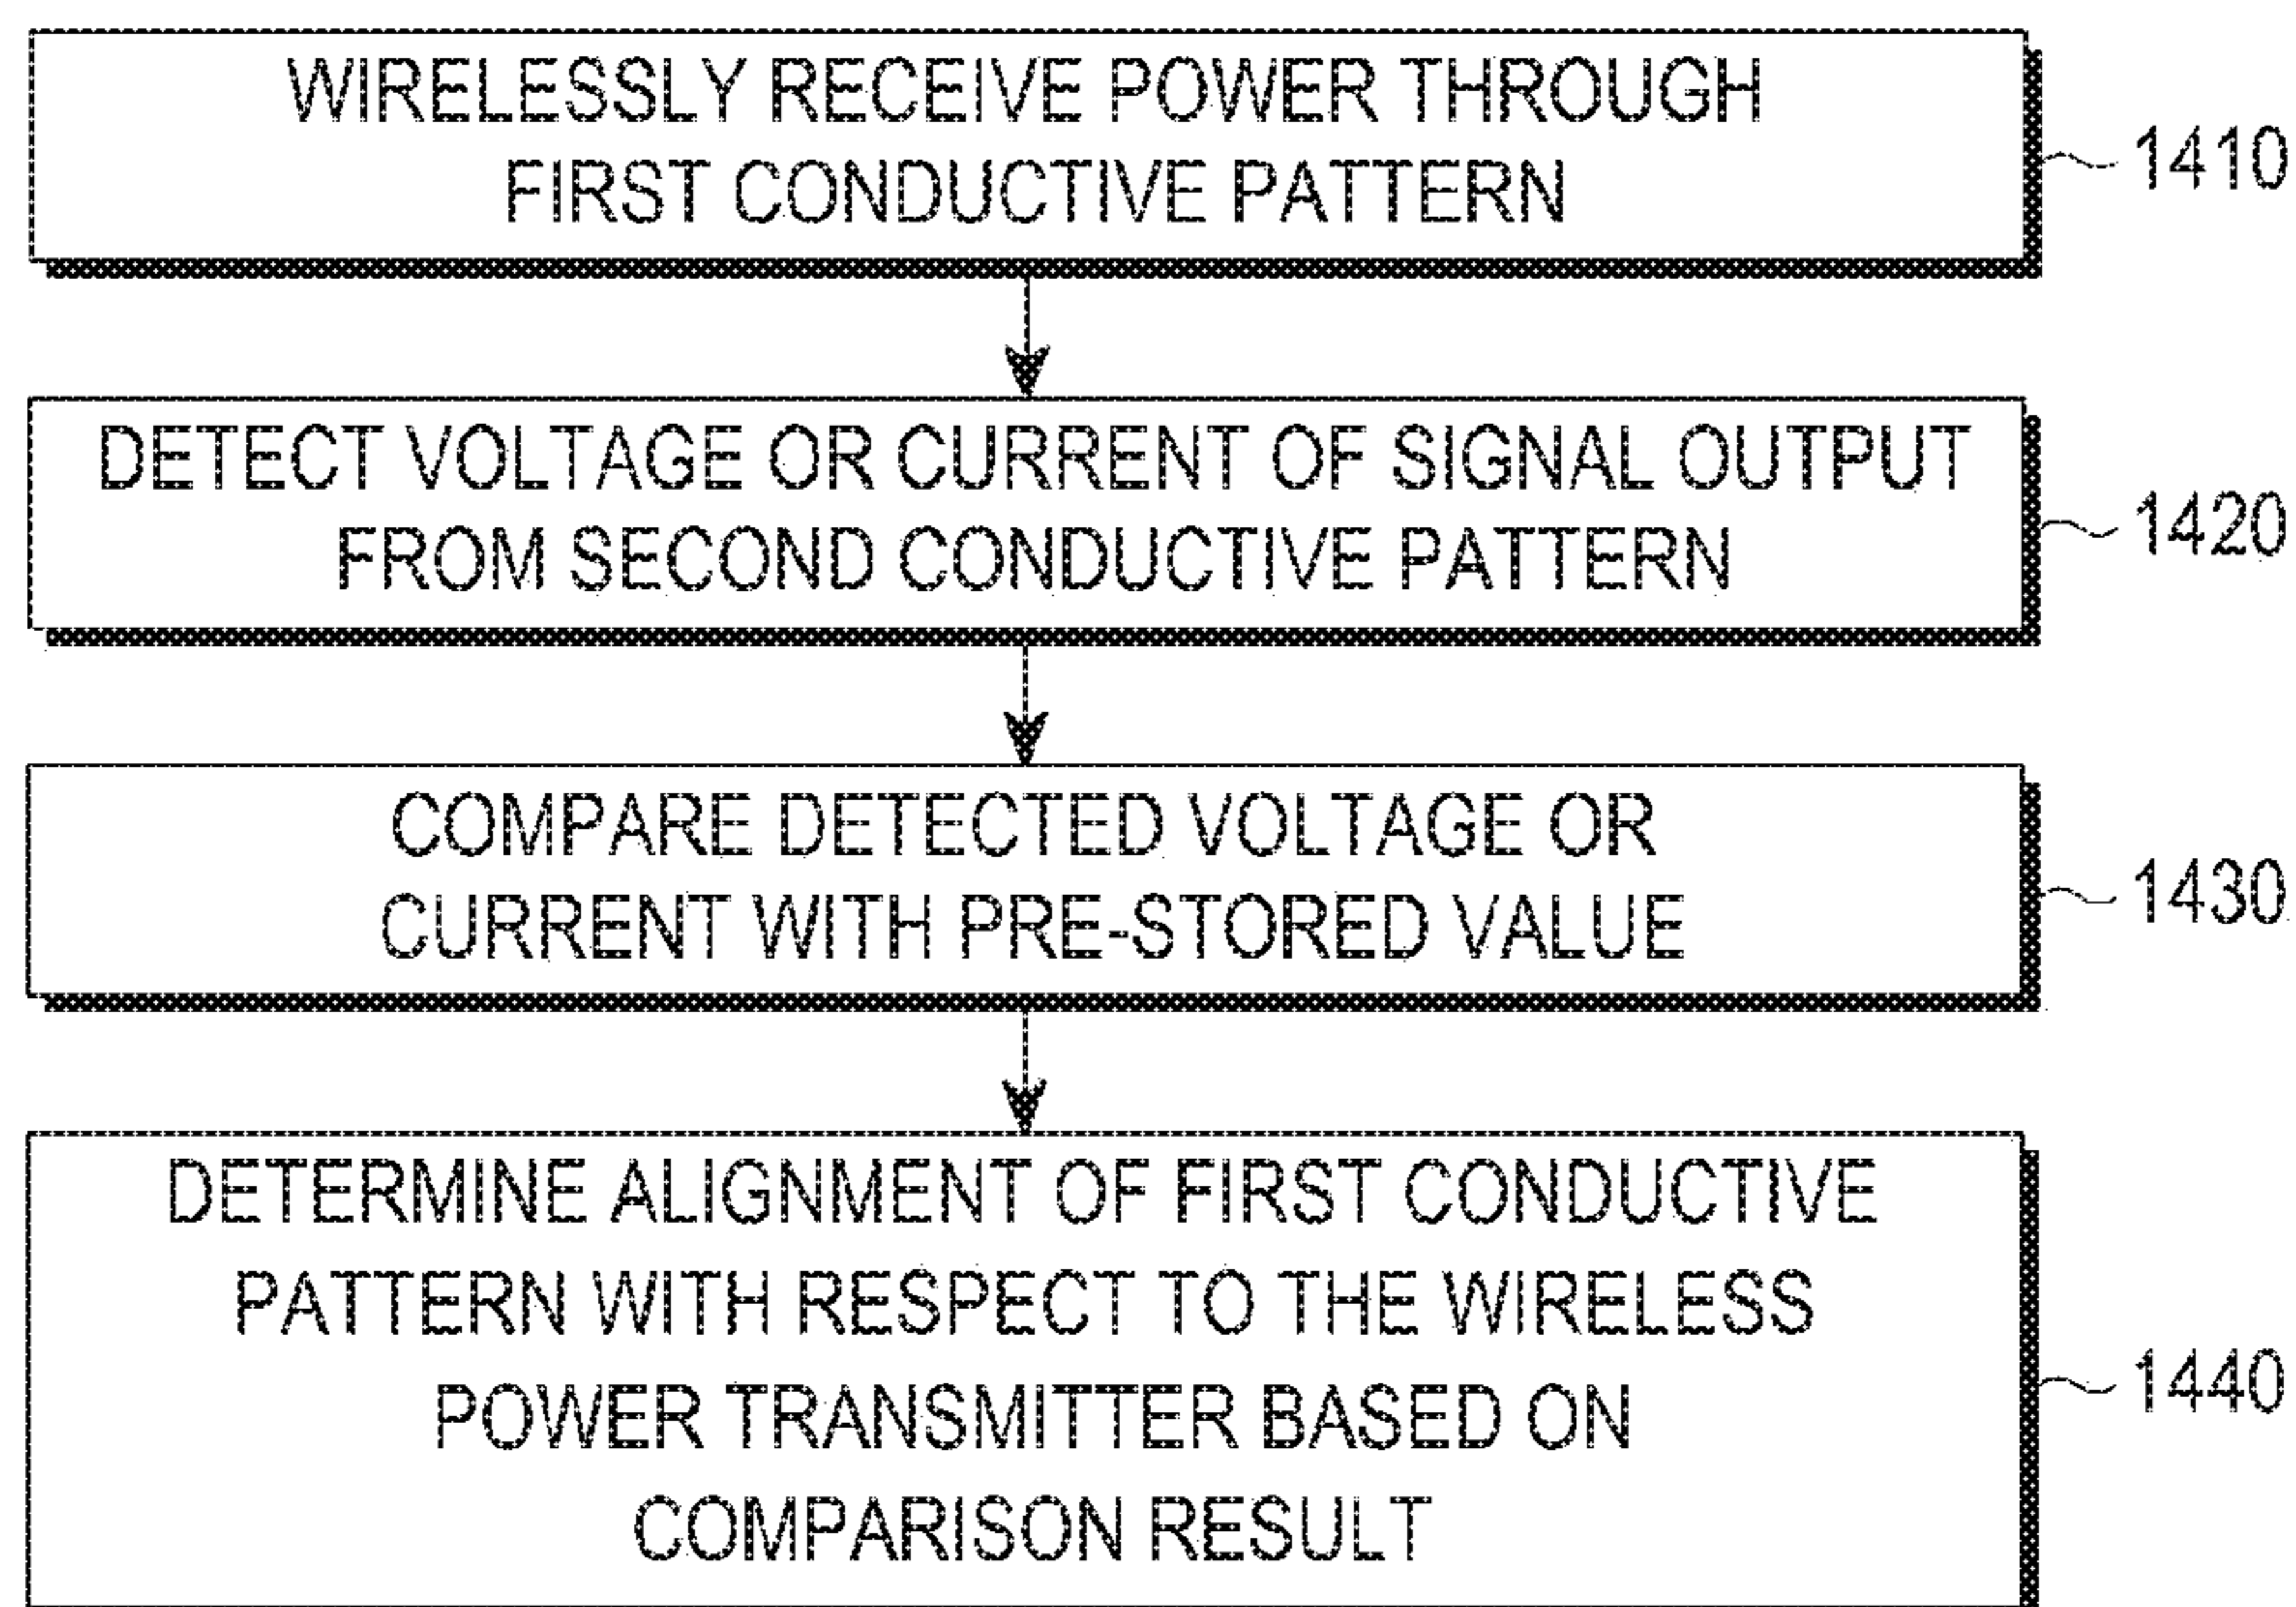 WIRELESSLY RECEIVE POWER THROUGH
FIRST CONDUCTIVE PATTERN
1410
DETECT VOLTAGE OR CURRENT OF SIGNAL OUTPUT
FROM SECOND CONDUCTIVE PATTERN
1420
COMPARE DETECTED VOLTAGE OR
CURRENT WITH PRE-STORED VALUE
1430
DETERMINE ALIGNMENT OF FIRST CONDUCTIVE
PATTERN WITH RESPECT TO THE WIRELESS
POWER TRANSMITTER BASED ON
COMPARISON RESULT
1440